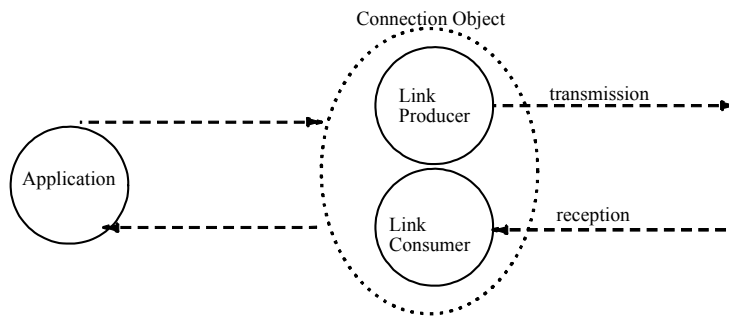 Connection Object
Link
Producer
transmission
Application
Link
Consumer
reception